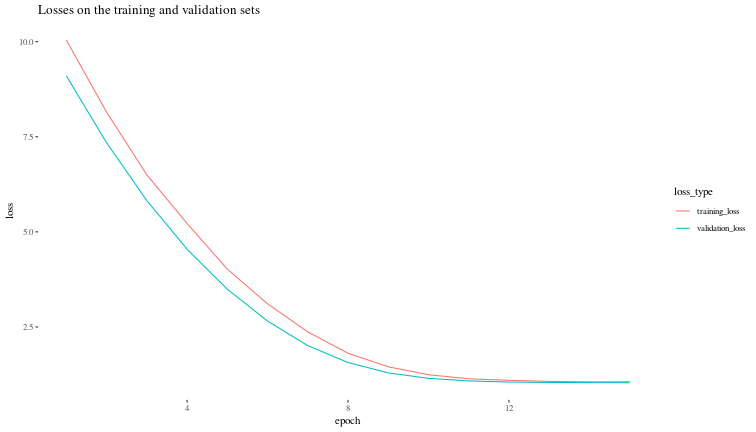 Losses on the training and validation sets
10.0
7.5
5.0
2.5
loss
4
8
12
epoch
loss_type
training_loss
validation_loss